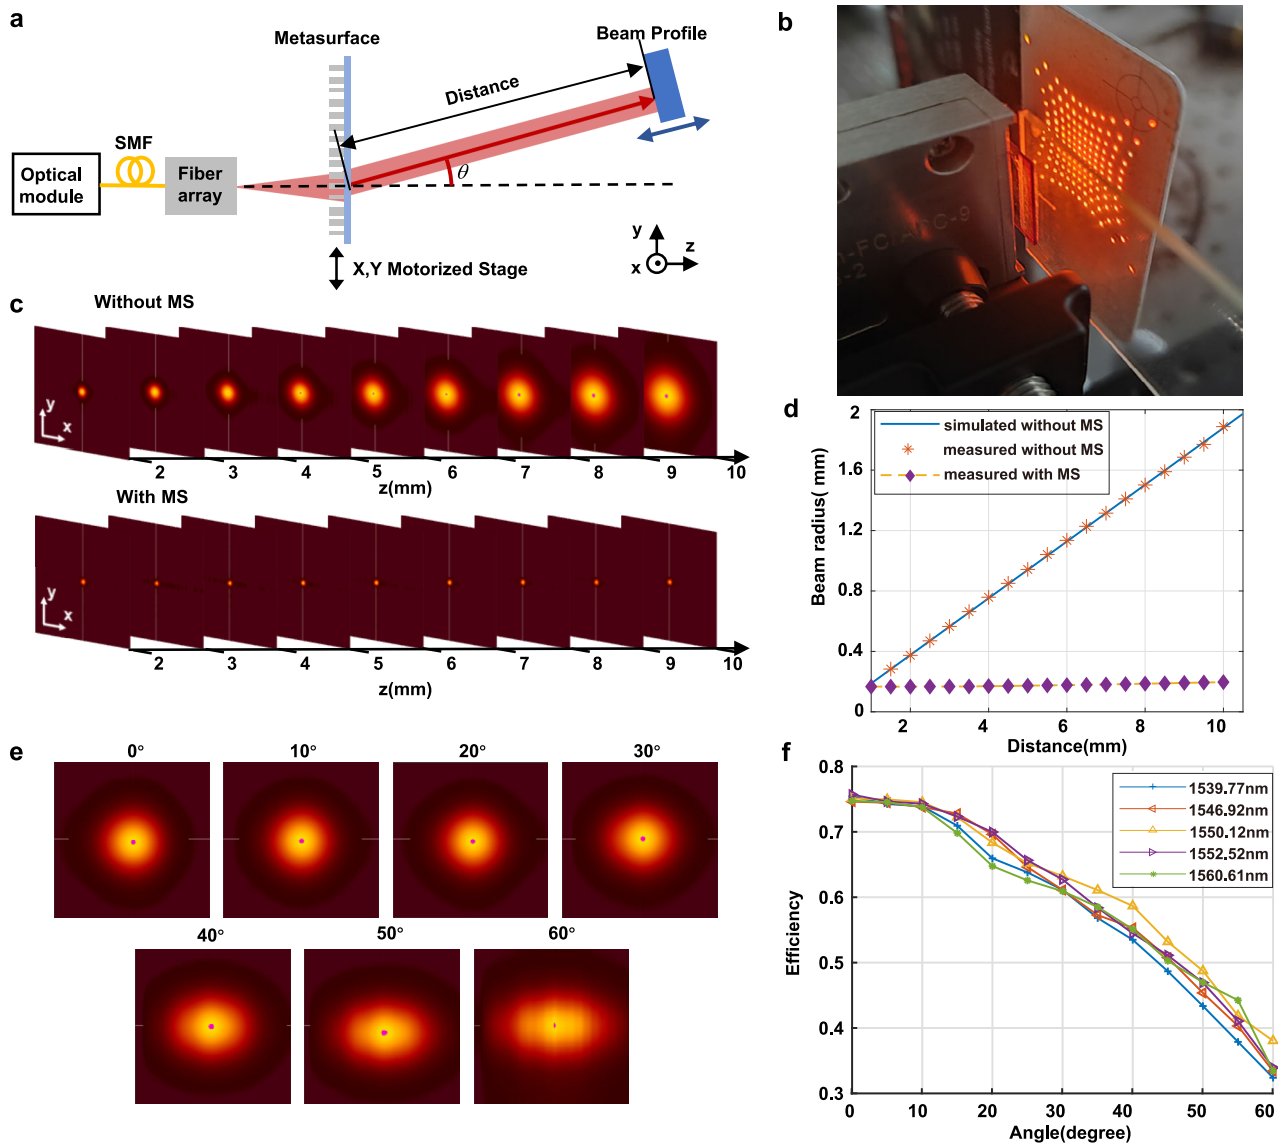 a
Metasurface
Beam Profile
Distance
SMF
θ
Optical
module
Fiber
array
y
z
x
X,Y Motorized Stage
b
-FC/APC-9
-2
c
Without MS
y
x
2 3 4 5 6 7 8 9 10
z(mm)
With MS
y
x
2 3 4 5 6 7 8 9 10
z(mm)
d
simulated without MS
measured without MS
measured with MS
Beam radius( mm)
2
1.6
1.2
0.8
0.4
0
2 4 6 8 10
Distance(mm)
e
0° 10° 20° 30°
40° 50° 60°
f
1539.77nm
1546.92nm
1550.12nm
1552.52nm
1560.61nm
Efficiency
0.8
0.7
0.6
0.5
0.4
0.3
0 10 20 30 40 50 60
Angle(degree)